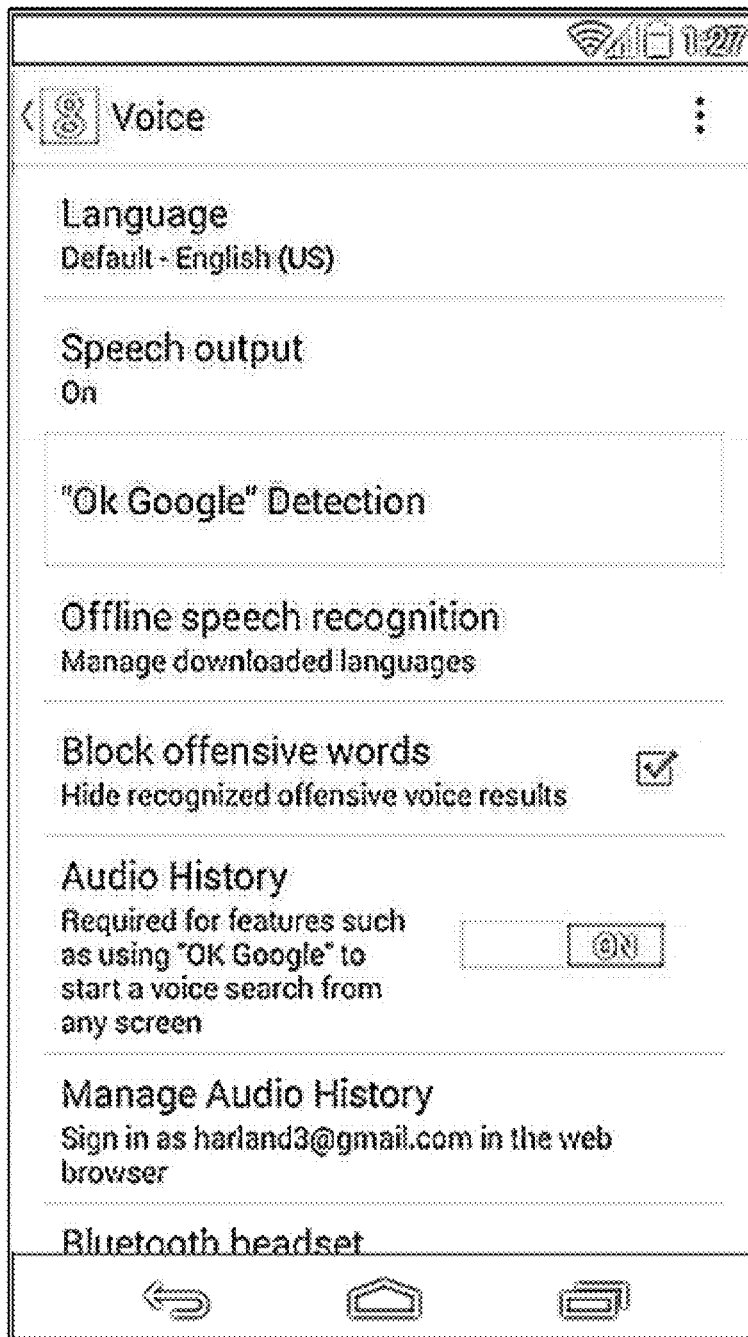 1:27
8 Voice
Language
Default - English (US)
Speech output
On
"Ok Google" Detection
Offline speech recognition
Manage downloaded languages
Block offensive words
Hide recognized offensive voice results
Audio History
Required for features such
as using "OK Google" to
start a voice search from
any screen
ON
Manage Audio History
Sign in as harland3@gmail.com in the web
browser
Bluetooth headset